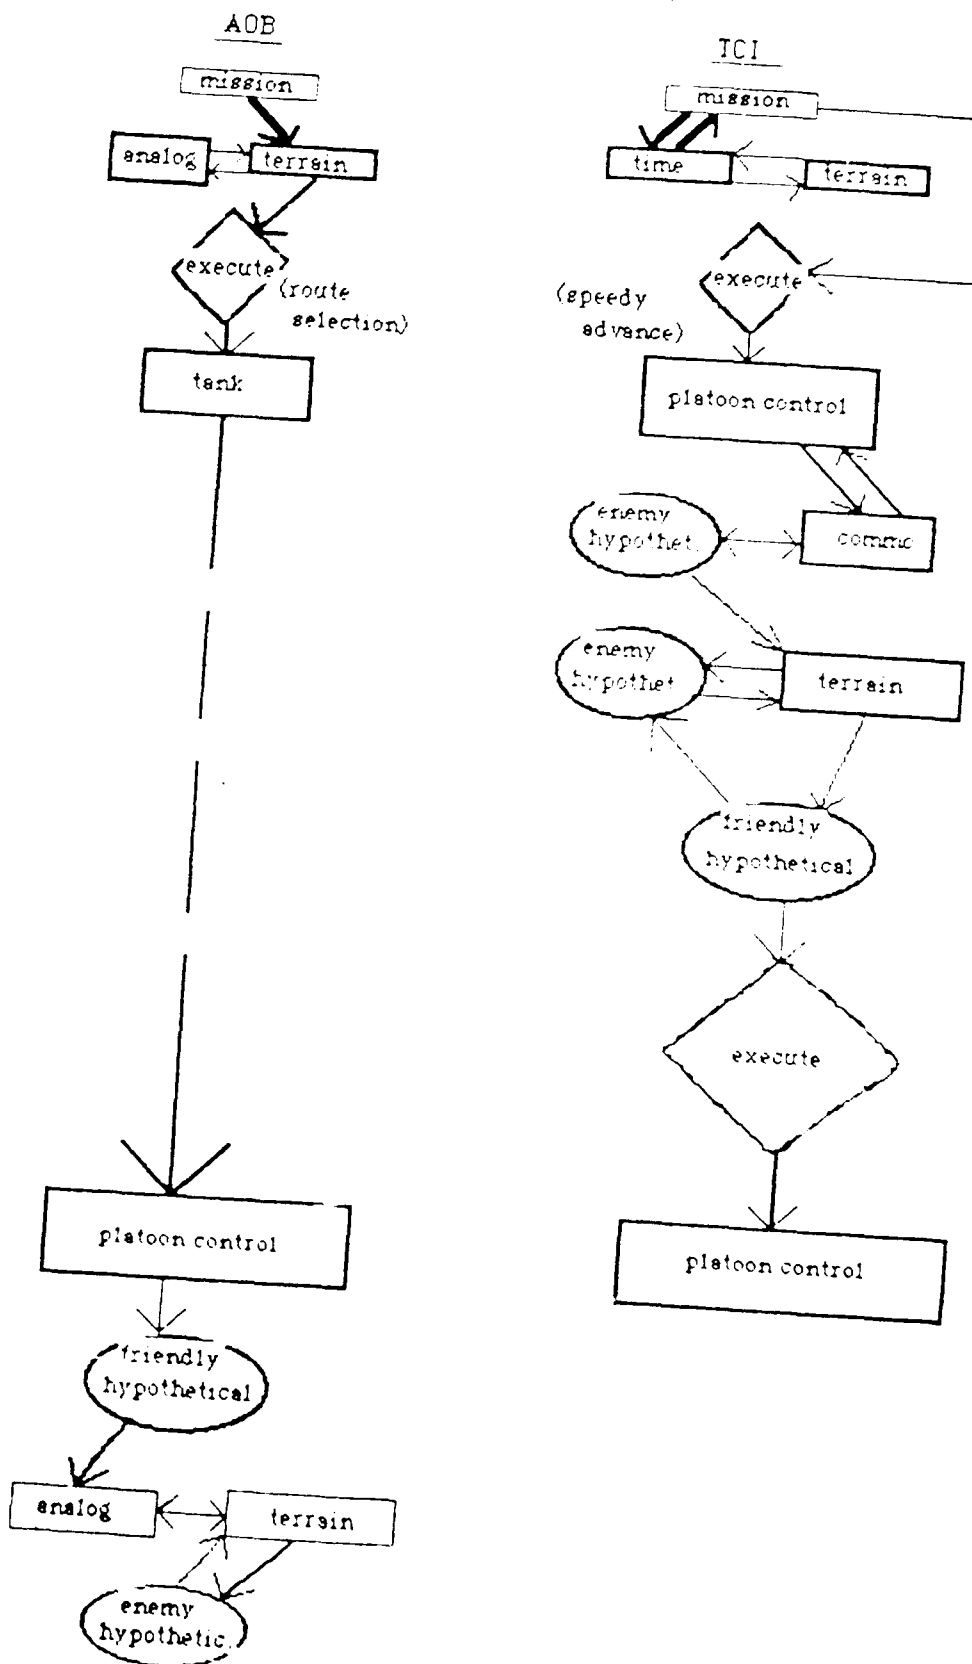 AOB
mission
analog
terrain
execute
(route
selection)
tank
platoon control
friendly
hypothetical
analog
terrain
enemy
hypothetic.
TCI
mission
time
terrain
execute
(speedy
advance)
platoon control
enemy
hypothet.
commo
enemy
hypothet
terrain
friendly
hypothetical
execute
platoon control